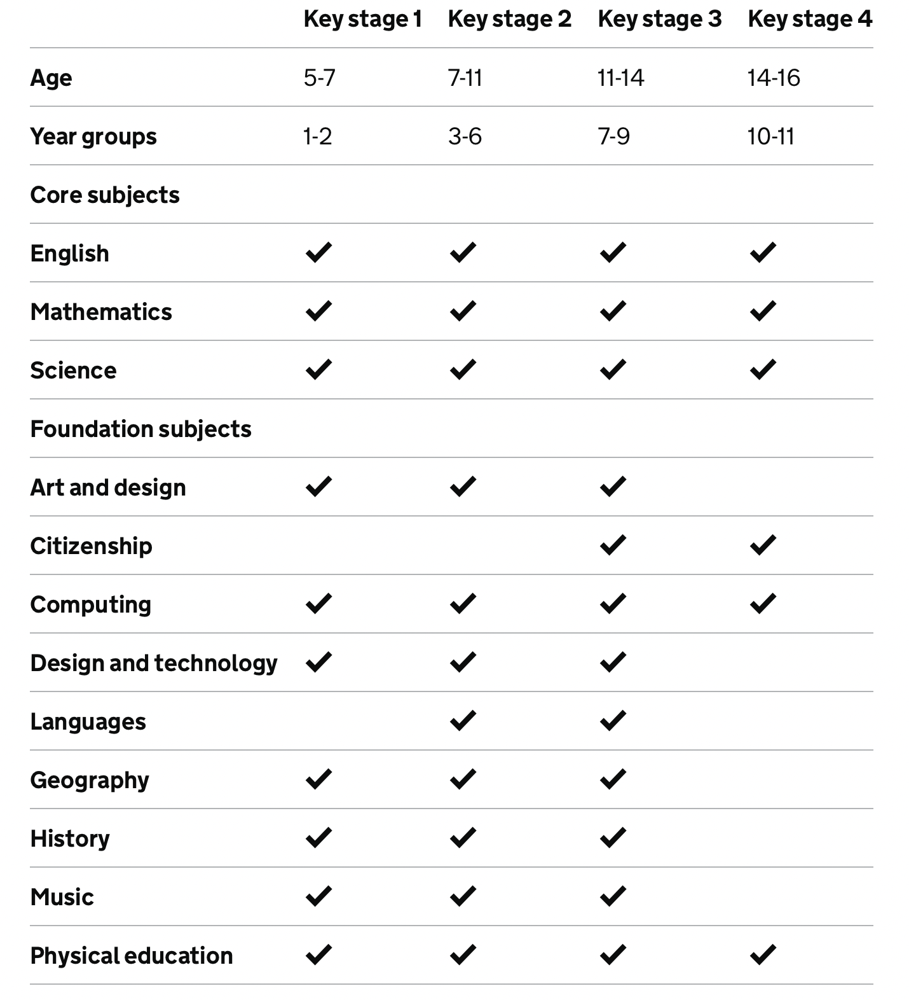 Key stage 1 Key stage 2 Key stage 3 Key stage 4
Age 5-7 7-11 11-14 14-16
Year groups 1-2 3-6 7-9 10-11
Core subjects
English ✓ ✓ ✓ ✓
Mathematics ✓ ✓ ✓ ✓
Science ✓ ✓ ✓ ✓
Foundation subjects
Art and design ✓ ✓ ✓
Citizenship ✓ ✓
Computing ✓ ✓ ✓ ✓
Design and technology ✓ ✓ ✓
Languages ✓ ✓
Geography ✓ ✓ ✓
History ✓ ✓ ✓
Music ✓ ✓ ✓
Physical education ✓ ✓ ✓ ✓